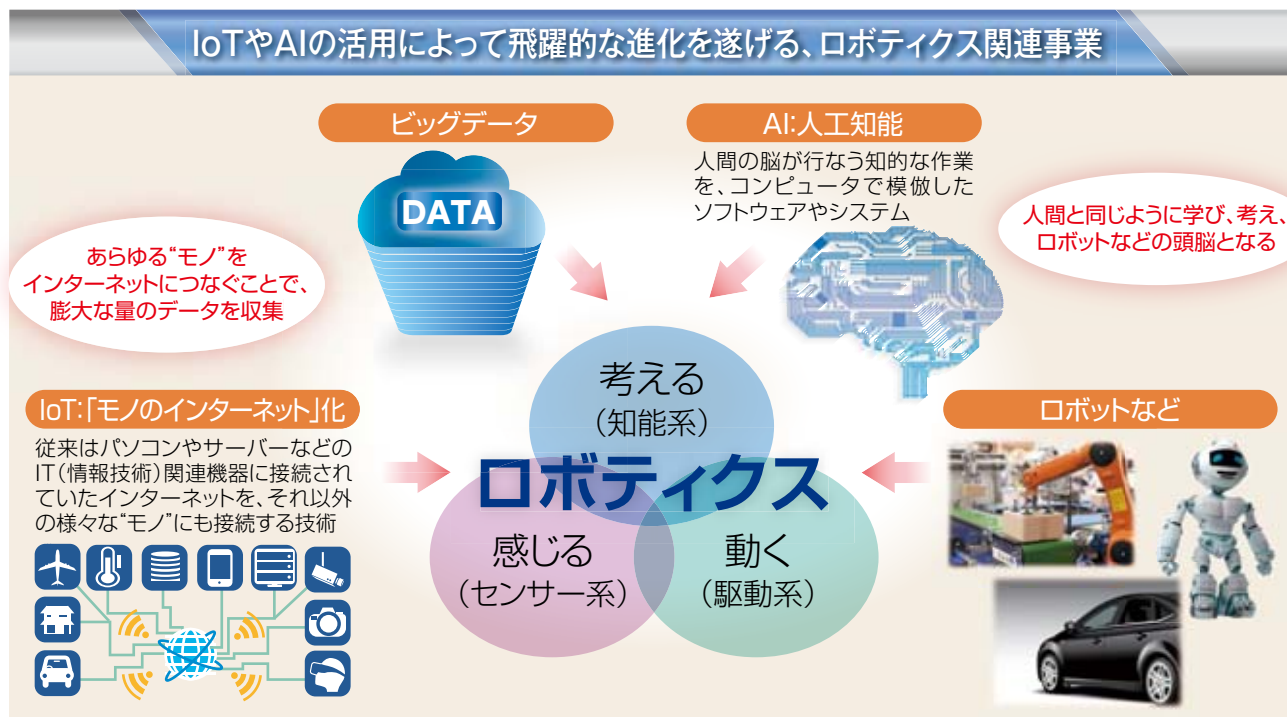 IoTやAIの活用によって飛躍的な進化を遂げる、ロボティクス関連事業
ビッグデータ
DATA
AI:人工知能
人間の脳が行なう知的な作業
を、コンピュータで模倣した
ソフトウェアやシステム
人間と同じように学び、考え、
ロボットなどの頭脳となる
あらゆる“モノ”を
インターネットにつなぐことで、
膨大な量のデータを収集
IoT:「モノのインターネット」化
従来はパソコンやサーバーなどの
IT(情報技術)関連機器に接続され
ていたインターネットを、それ以外
の様々な“モノ”にも接続する技術
考える
(知能系)
ロボティクス
感じる
(センサー系)
動く
(駆動系)
ロボットなど